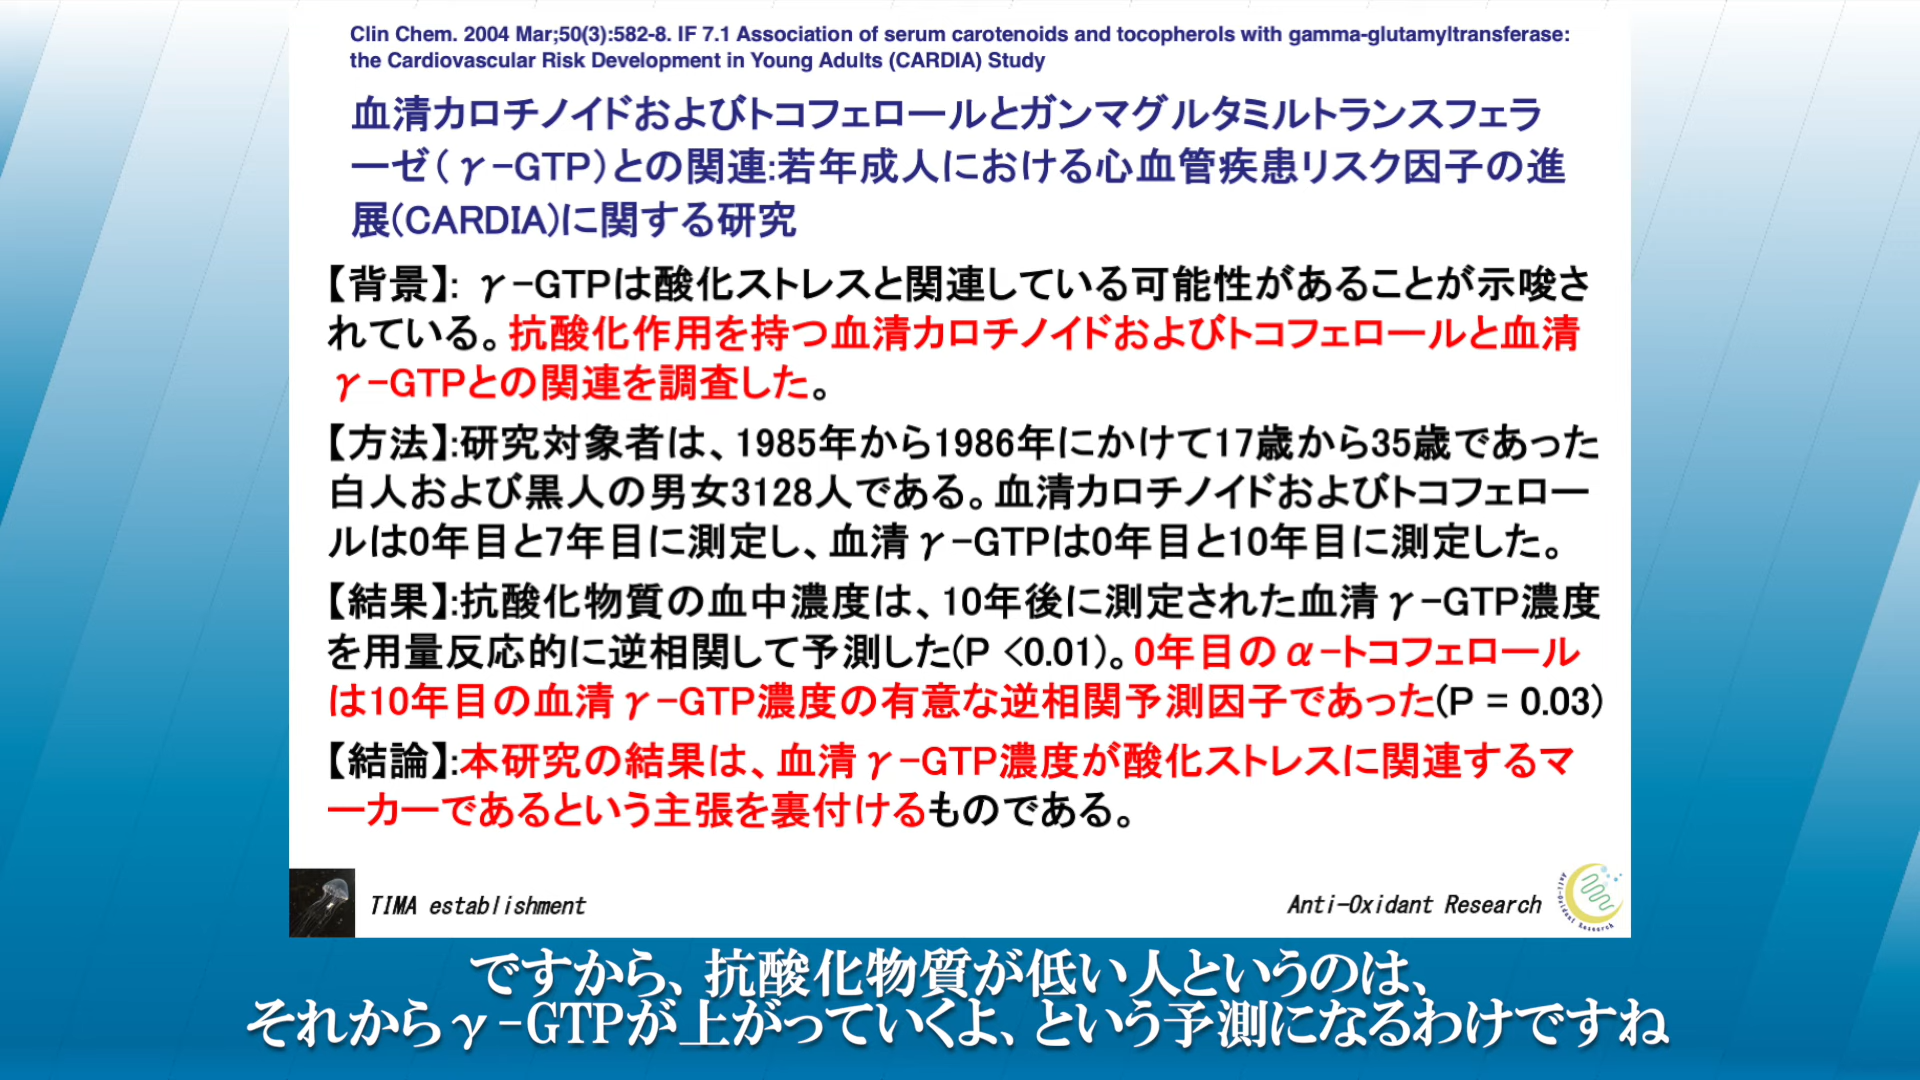 Clin Chem. 2004 Mar;50(3):582-8. IF 7.1 Association of serum carotenoids and tocopherols with gamma-glutamyltransferase:
the Cardiovascular Risk Development in Young Adults (CARDIA) Study
血清カロチノイドおよびトコフェロールとガンマグルタミルトランスフェラ
ーゼ（γ-GTP）との関連:若年成人における心血管疾患リスク因子の進
展(CARDIA)に関する研究
【背景】: γ-GTPは酸化ストレスと関連している可能性があることが示唆さ
れている。抗酸化作用を持つ血清カロチノイドおよびトコフェロールと血清
γ-GTPとの関連を調査した。
【方法】:研究対象者は、1985年から1986年にかけて17歳から35歳であった
白人および黒人の男女3128人である。血清カロチノイドおよびトコフェロー
ルは0年目と7年目に測定し、血清γ-GTPは0年目と10年目に測定した。
【結果】:抗酸化物質の血中濃度は、10年後に測定された血清γ-GTP濃度
を用量反応的に逆相関して予測した(P <0.01)。0年目のα-トコフェロール
は10年目の血清γ-GTP濃度の有意な逆相関予測因子であった(P = 0.03)
【結論】:本研究の結果は、血清γ-GTP濃度が酸化ストレスに関連するマ
ーカーであるという主張を裏付けるものである。
TIMA establishment
Anti-Oxidant Research
Anti-Oxidant Research
ですから、抗酸化物質が低い人というのは、
それからγ-GTPが上がっていくよ、という予測になるわけですね